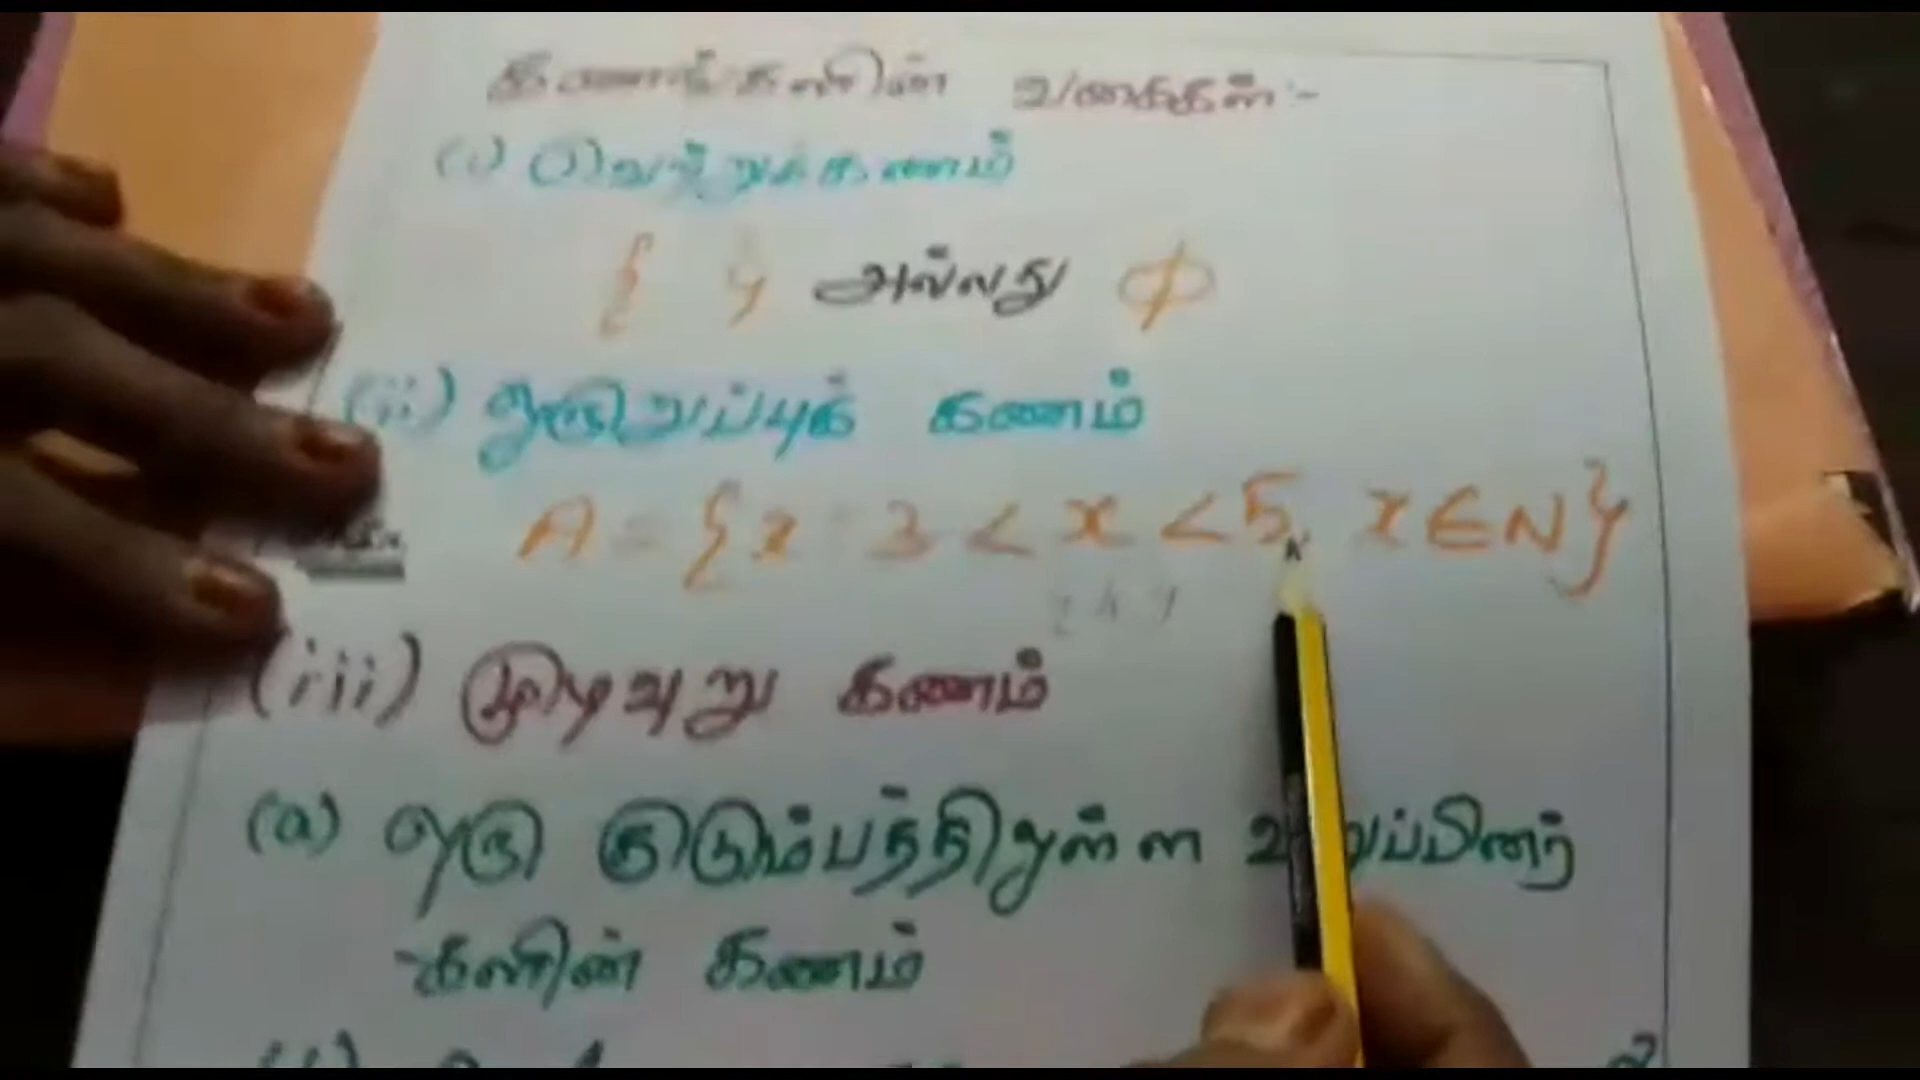 கணங்களின் வகைகள்:-
(i) வெற்றுக்கணம்
{ } அல்லது φ
(ii) ஓருறுப்புக் கணம்
A = {x : 3 < x < 5, x ∈ N}
(iii) முடிவுறு கணம்
(a) ஒரு குடும்பத்திலுள்ள உறுப்பினர்
களின் கணம்